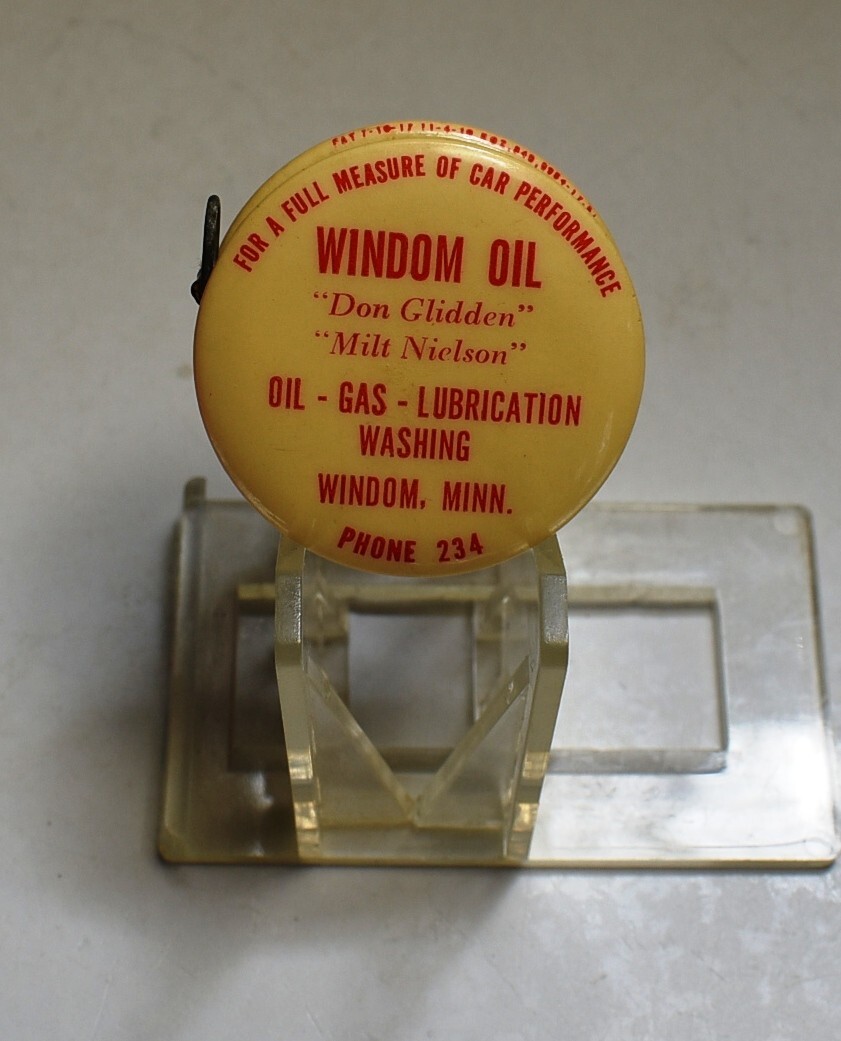 FOR A FULL MEASURE OF CAR PERFORMANCE
WINDOM OIL
"Don Glidden"
"Milt Nielson"
OIL - GAS - LUBRICATION
WASHING
WINDOM, MINN.
PHONE 234